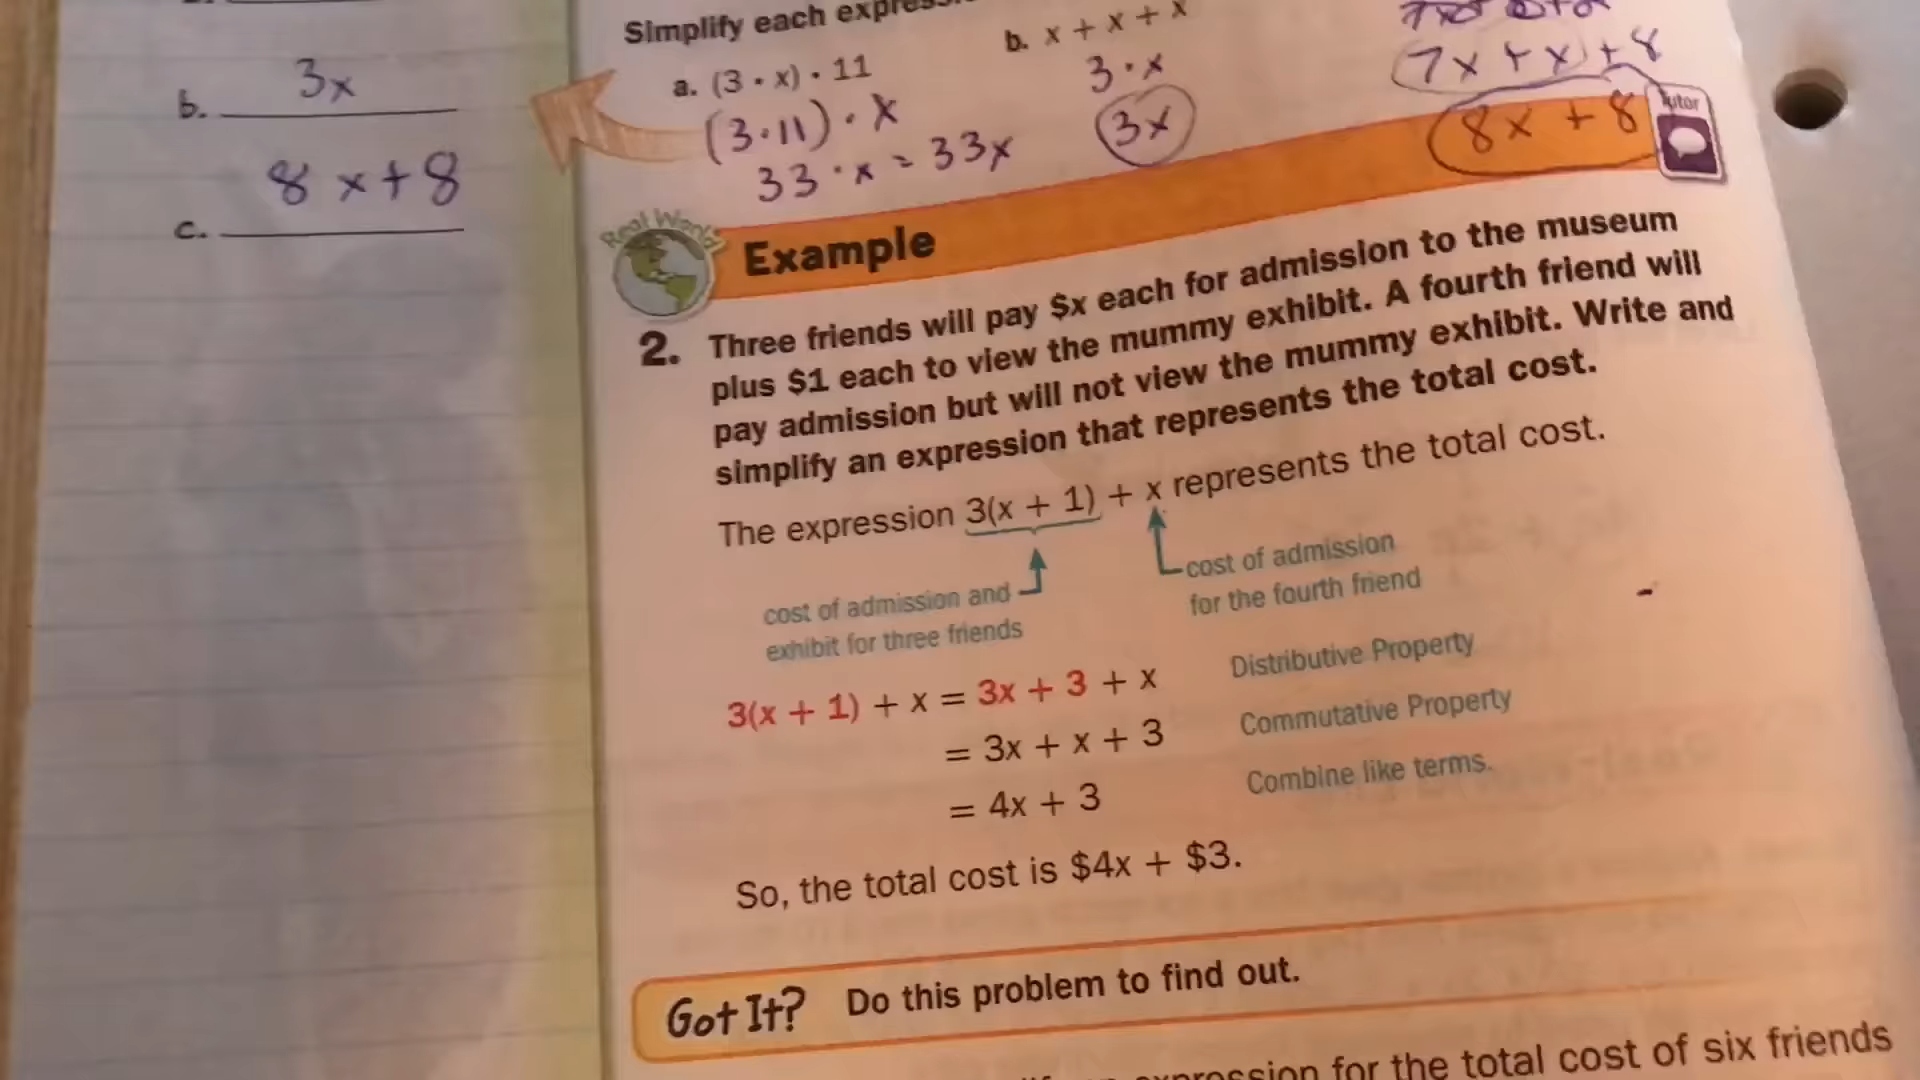 b. 3x
c. 8x+8
Simplify each
a. (3 · x) · 11
(3·11) · x
33 · x = 33x
b. x + x + x
3 · x
3x
7x + x + 8
8x + 8
Tutor
Real World
Example
2. Three friends will pay $x each for admission to the museum
plus $1 each to view the mummy exhibit. A fourth friend will
pay admission but will not view the mummy exhibit. Write and
simplify an expression that represents the total cost.
The expression 3(x + 1) + x represents the total cost.
cost of admission and
exhibit for three friends
cost of admission
for the fourth friend
3(x + 1) + x = 3x + 3 + x Distributive Property
= 3x + x + 3 Commutative Property
= 4x + 3 Combine like terms.
So, the total cost is $4x + $3.
Got It? Do this problem to find out.
for the total cost of six friends